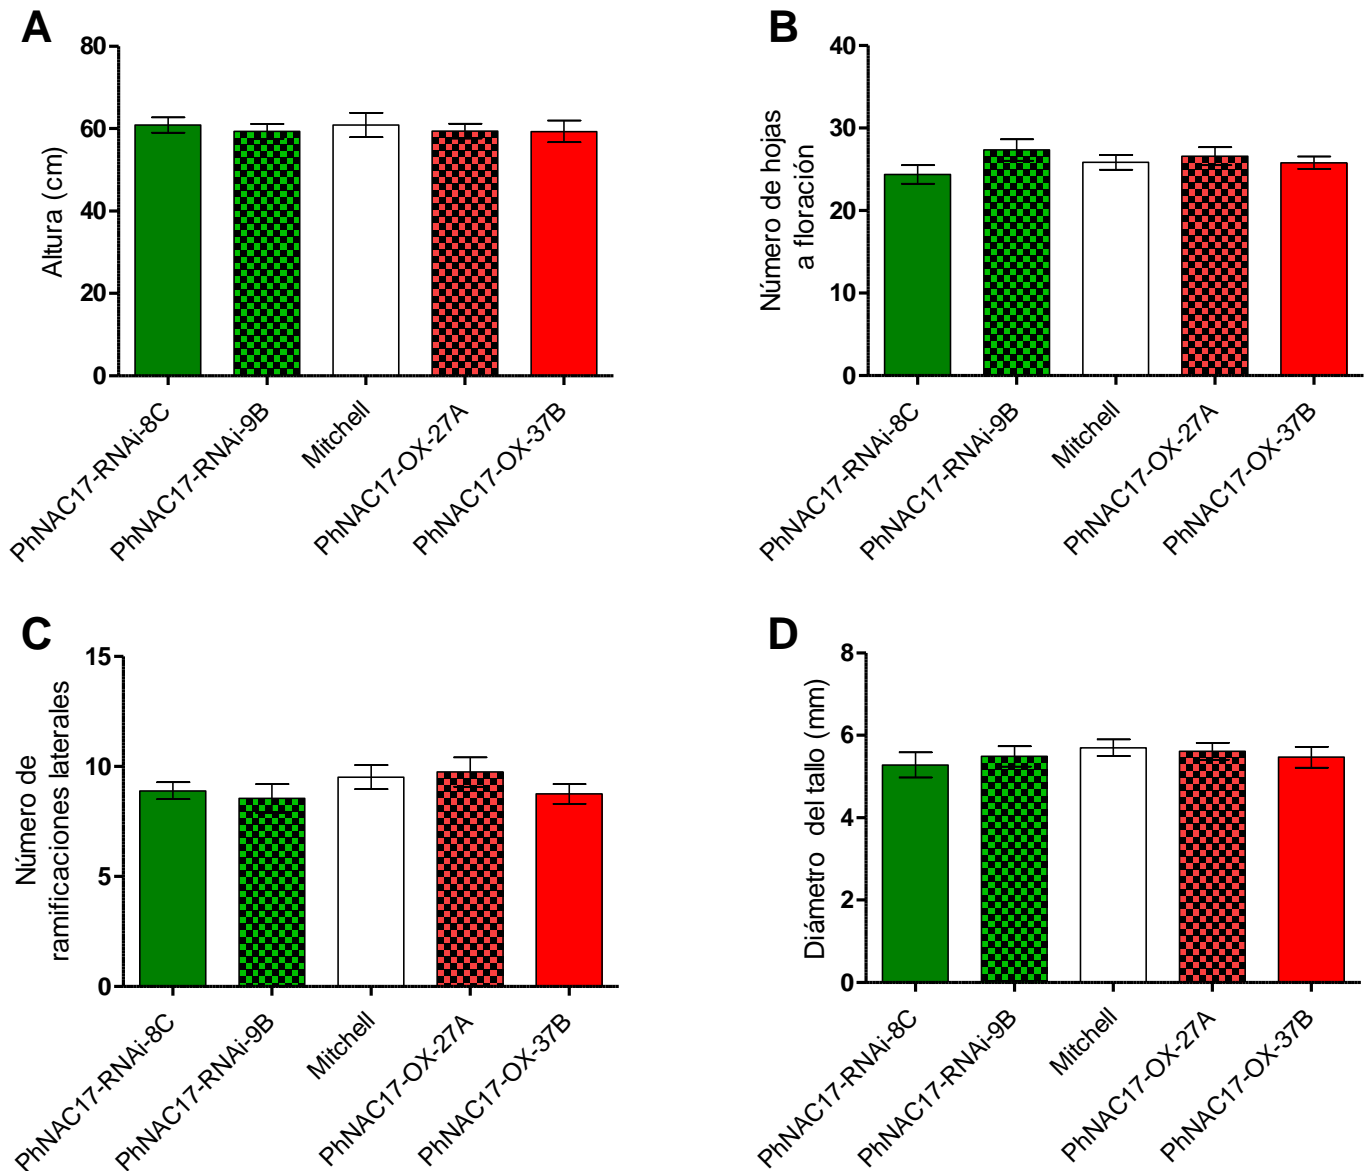 A
Altura (cm)
80
60
40
20
0
PhNAC17-RNAi-8C
PhNAC17-RNAi-9B
Mitchell
PhNAC17-OX-27A
PhNAC17-OX-37B
B
Número de hojas
a floración
40
30
20
10
0
PhNAC17-RNAi-8C
PhNAC17-RNAi-9B
Mitchell
PhNAC17-OX-27A
PhNAC17-OX-37B
C
Número de
ramificaciones laterales
15
10
5
0
PhNAC17-RNAi-8C
PhNAC17-RNAi-9B
Mitchell
PhNAC17-OX-27A
PhNAC17-OX-37B
D
Diámetro del tallo (mm)
8
6
4
2
0
PhNAC17-RNAi-8C
PhNAC17-RNAi-9B
Mitchell
PhNAC17-OX-27A
PhNAC17-OX-37B